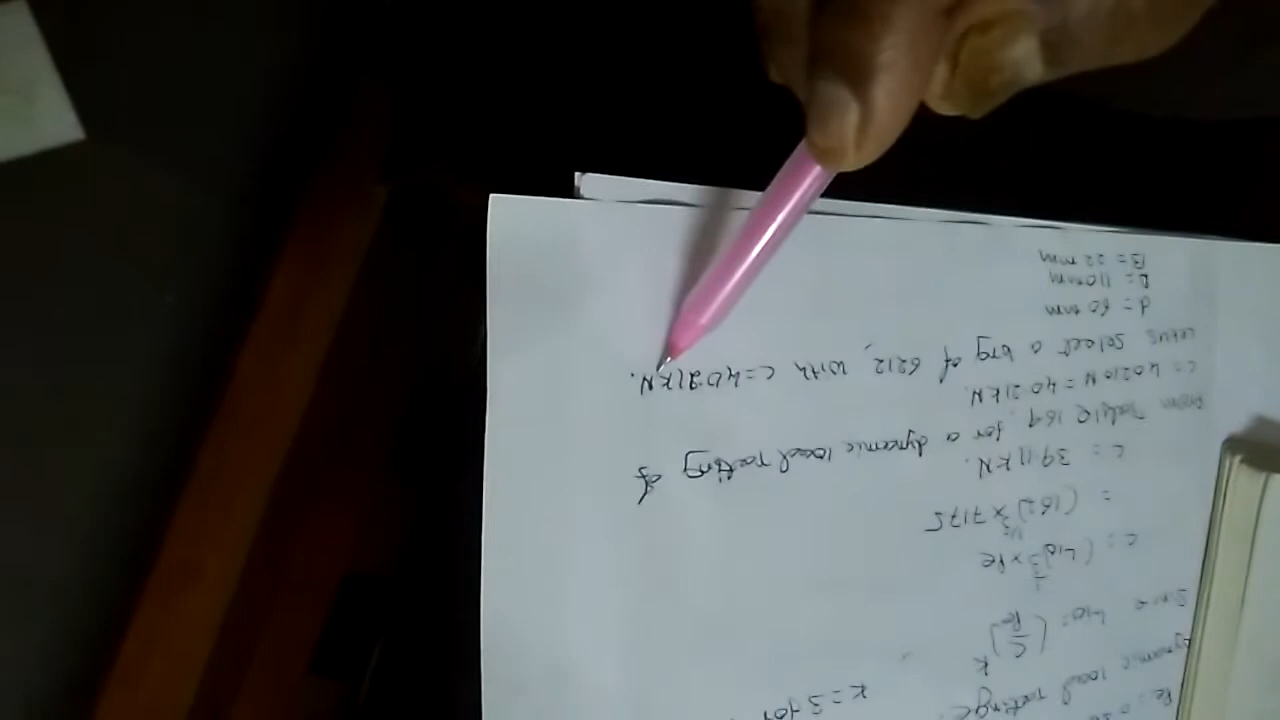 K = 3 for
Dynamic load rating C.
Since L10 = (C/Pe)^K
C = (L10)^1/3 x Pe
= (162)^1/3 x 7175
C = 39.11 kN.
From Table 16.9, for a dynamic load rating of
C = 40210 N = 40.21 kN.
Let us select a brg of 6212, with C = 40.21 kN.
d = 60 mm
D = 110 mm
B = 22 mm